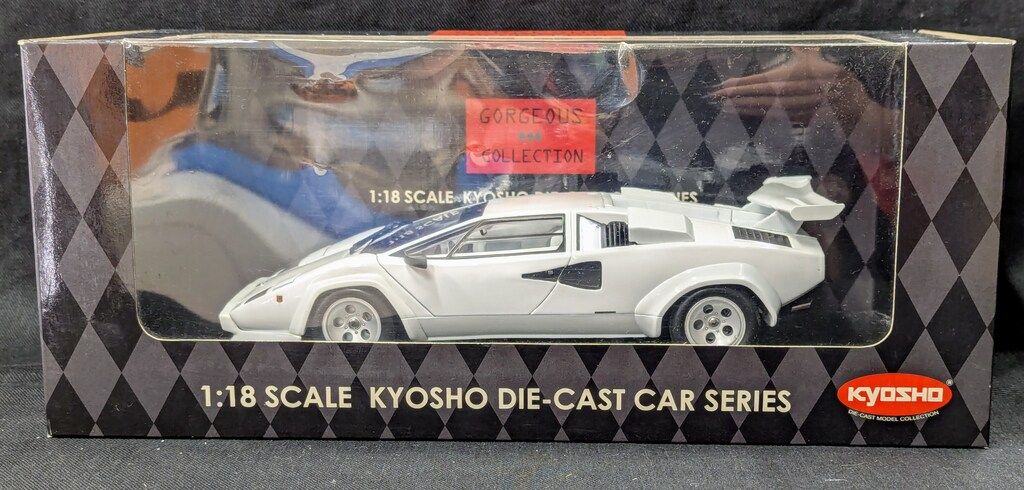 GORGEOUS
COLLECTION
1:18 SCALE KYOSHO
1:18 SCALE KYOSHO DIE-CAST CAR SERIES
KYOSHO®
DIE-CAST MODEL COLLECTION